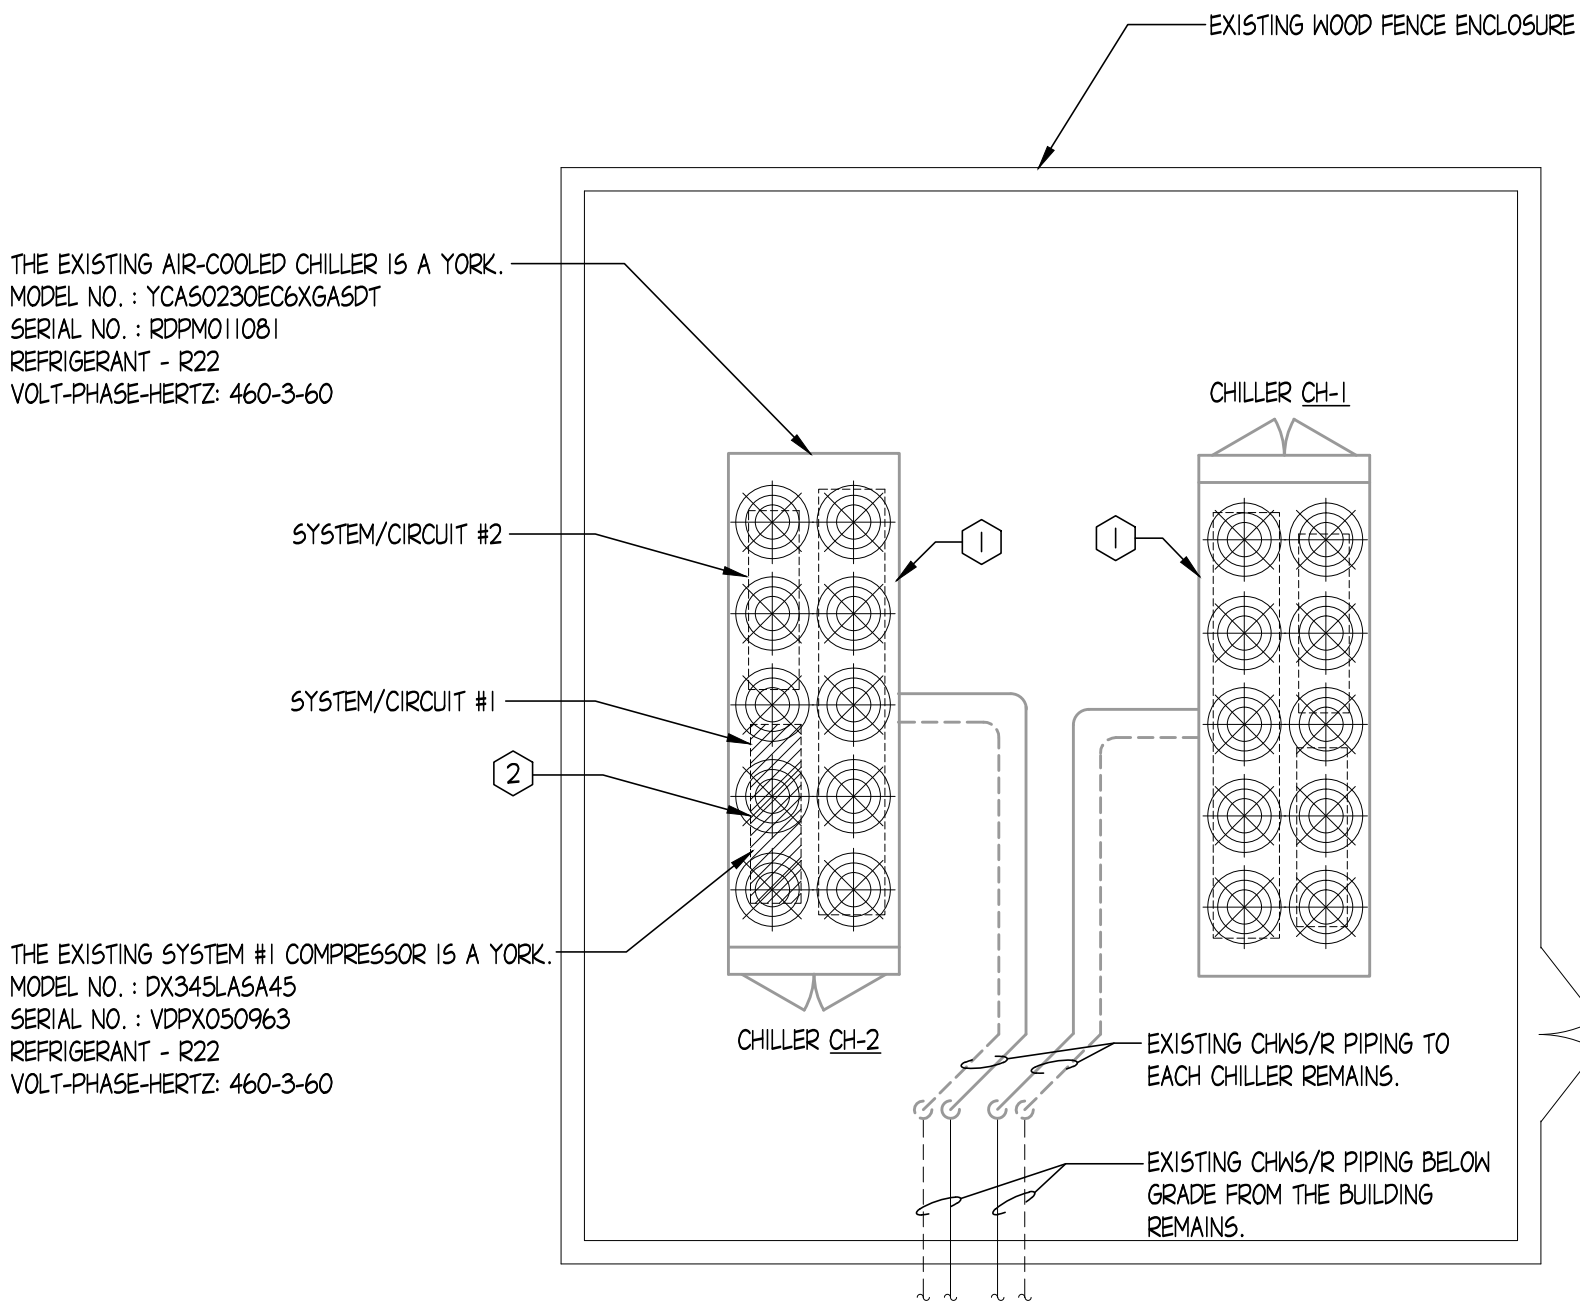 EXISTING WOOD FENCE ENCLOSURE
THE EXISTING AIR-COOLED CHILLER IS A YORK.
MODEL NO. : YCAS0230EC6XGASDT
SERIAL NO. : RDPM011081
REFRIGERANT - R22
VOLT-PHASE-HERTZ: 460-3-60
CHILLER CH-1
SYSTEM/CIRCUIT #2
1
1
SYSTEM/CIRCUIT #1
2
THE EXISTING SYSTEM #1 COMPRESSOR IS A YORK.
MODEL NO. : DX345LASA45
SERIAL NO. : VDPX050963
REFRIGERANT - R22
VOLT-PHASE-HERTZ: 460-3-60
CHILLER CH-2
EXISTING CHWS/R PIPING TO
EACH CHILLER REMAINS.
EXISTING CHWS/R PIPING BELOW
GRADE FROM THE BUILDING
REMAINS.